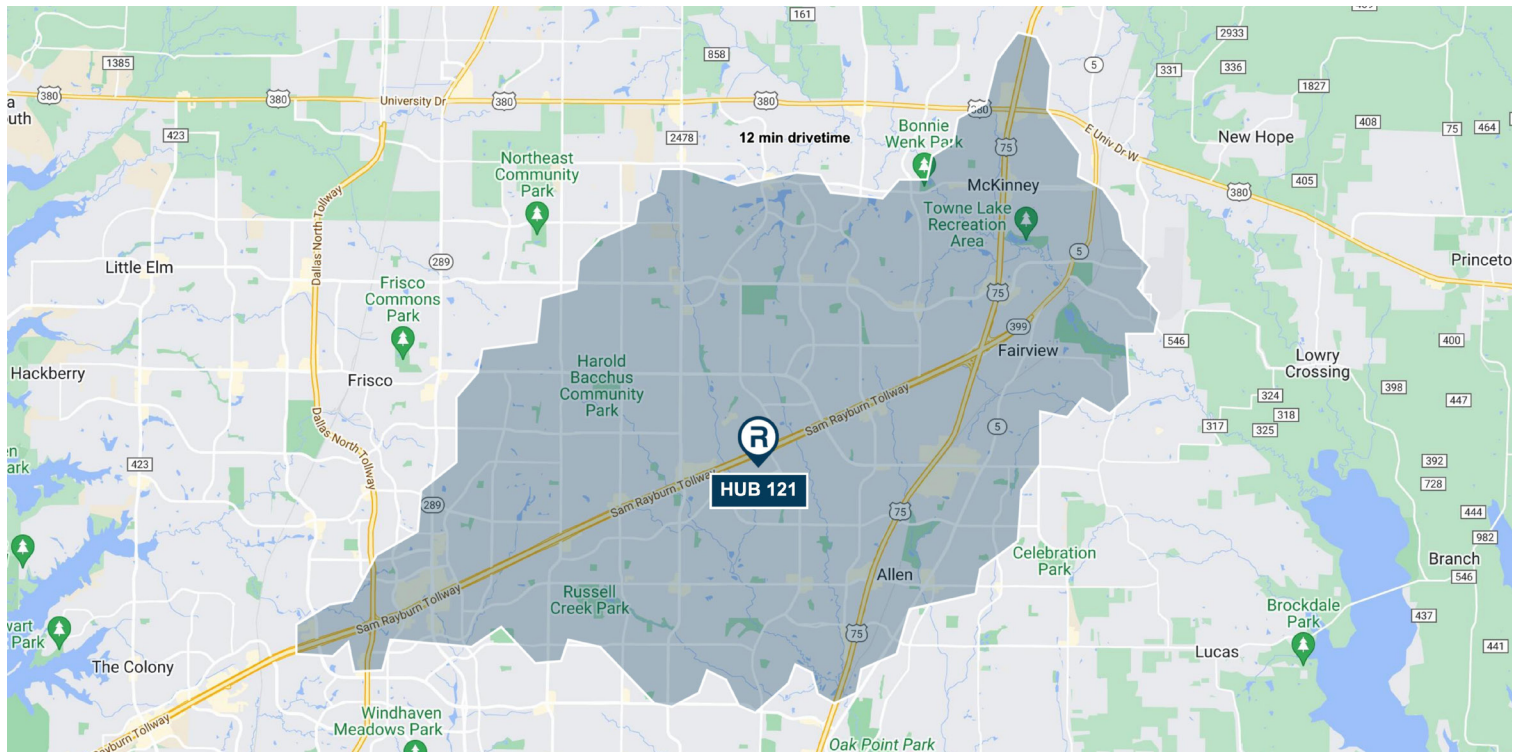 161
489
2933
858
5
331
336
1385
1827
380
380
University Dr
380
380
380
a
outh
423
2478
12 min drivetime
Bonnie
Wenk Park
E Univ Dr W
New Hope
408
75
464
75
Northeast
Community
Park
McKinney
405
380
Towne Lake
Recreation
Area
Dallas North Tollway
289
5
Little Elm
Princeto
Frisco
Commons
Park
75
399
546
400
Fairview
Lowry
Crossing
Hackberry
Frisco
Harold
Bacchus
Community
Park
398
324
447
318
Dallas North Tollway
R
Sam Rayburn Tollway
5
317
325
en
ark
423
392
728
Sam Rayburn Tollway
HUB 121
289
75
444
982
Celebration
Park
Branch
546
Allen
Russell
Creek Park
Sam Rayburn Tollway
Brockdale
Park
437
wart
Park
75
The Colony
Lucas
441
Windhaven
Meadows Park
Rayburn Tollway
Oak Point Park